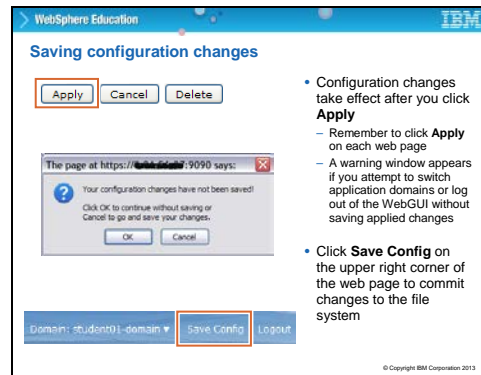 WebSphere Education
IBM
Saving configuration changes
Apply Cancel Delete
The page at https:// :9090 says:
Your configuration changes have not been saved!
Click OK to continue without saving or
Cancel to go and save your changes.
OK Cancel
Domain: student01-domain Save Config Logout
• Configuration changes
take effect after you click
Apply
– Remember to click Apply
on each web page
– A warning window appears
if you attempt to switch
application domains or log
out of the WebGUI without
saving applied changes
• Click Save Config on
the upper right corner of
the web page to commit
changes to the file
system
© Copyright IBM Corporation 2013